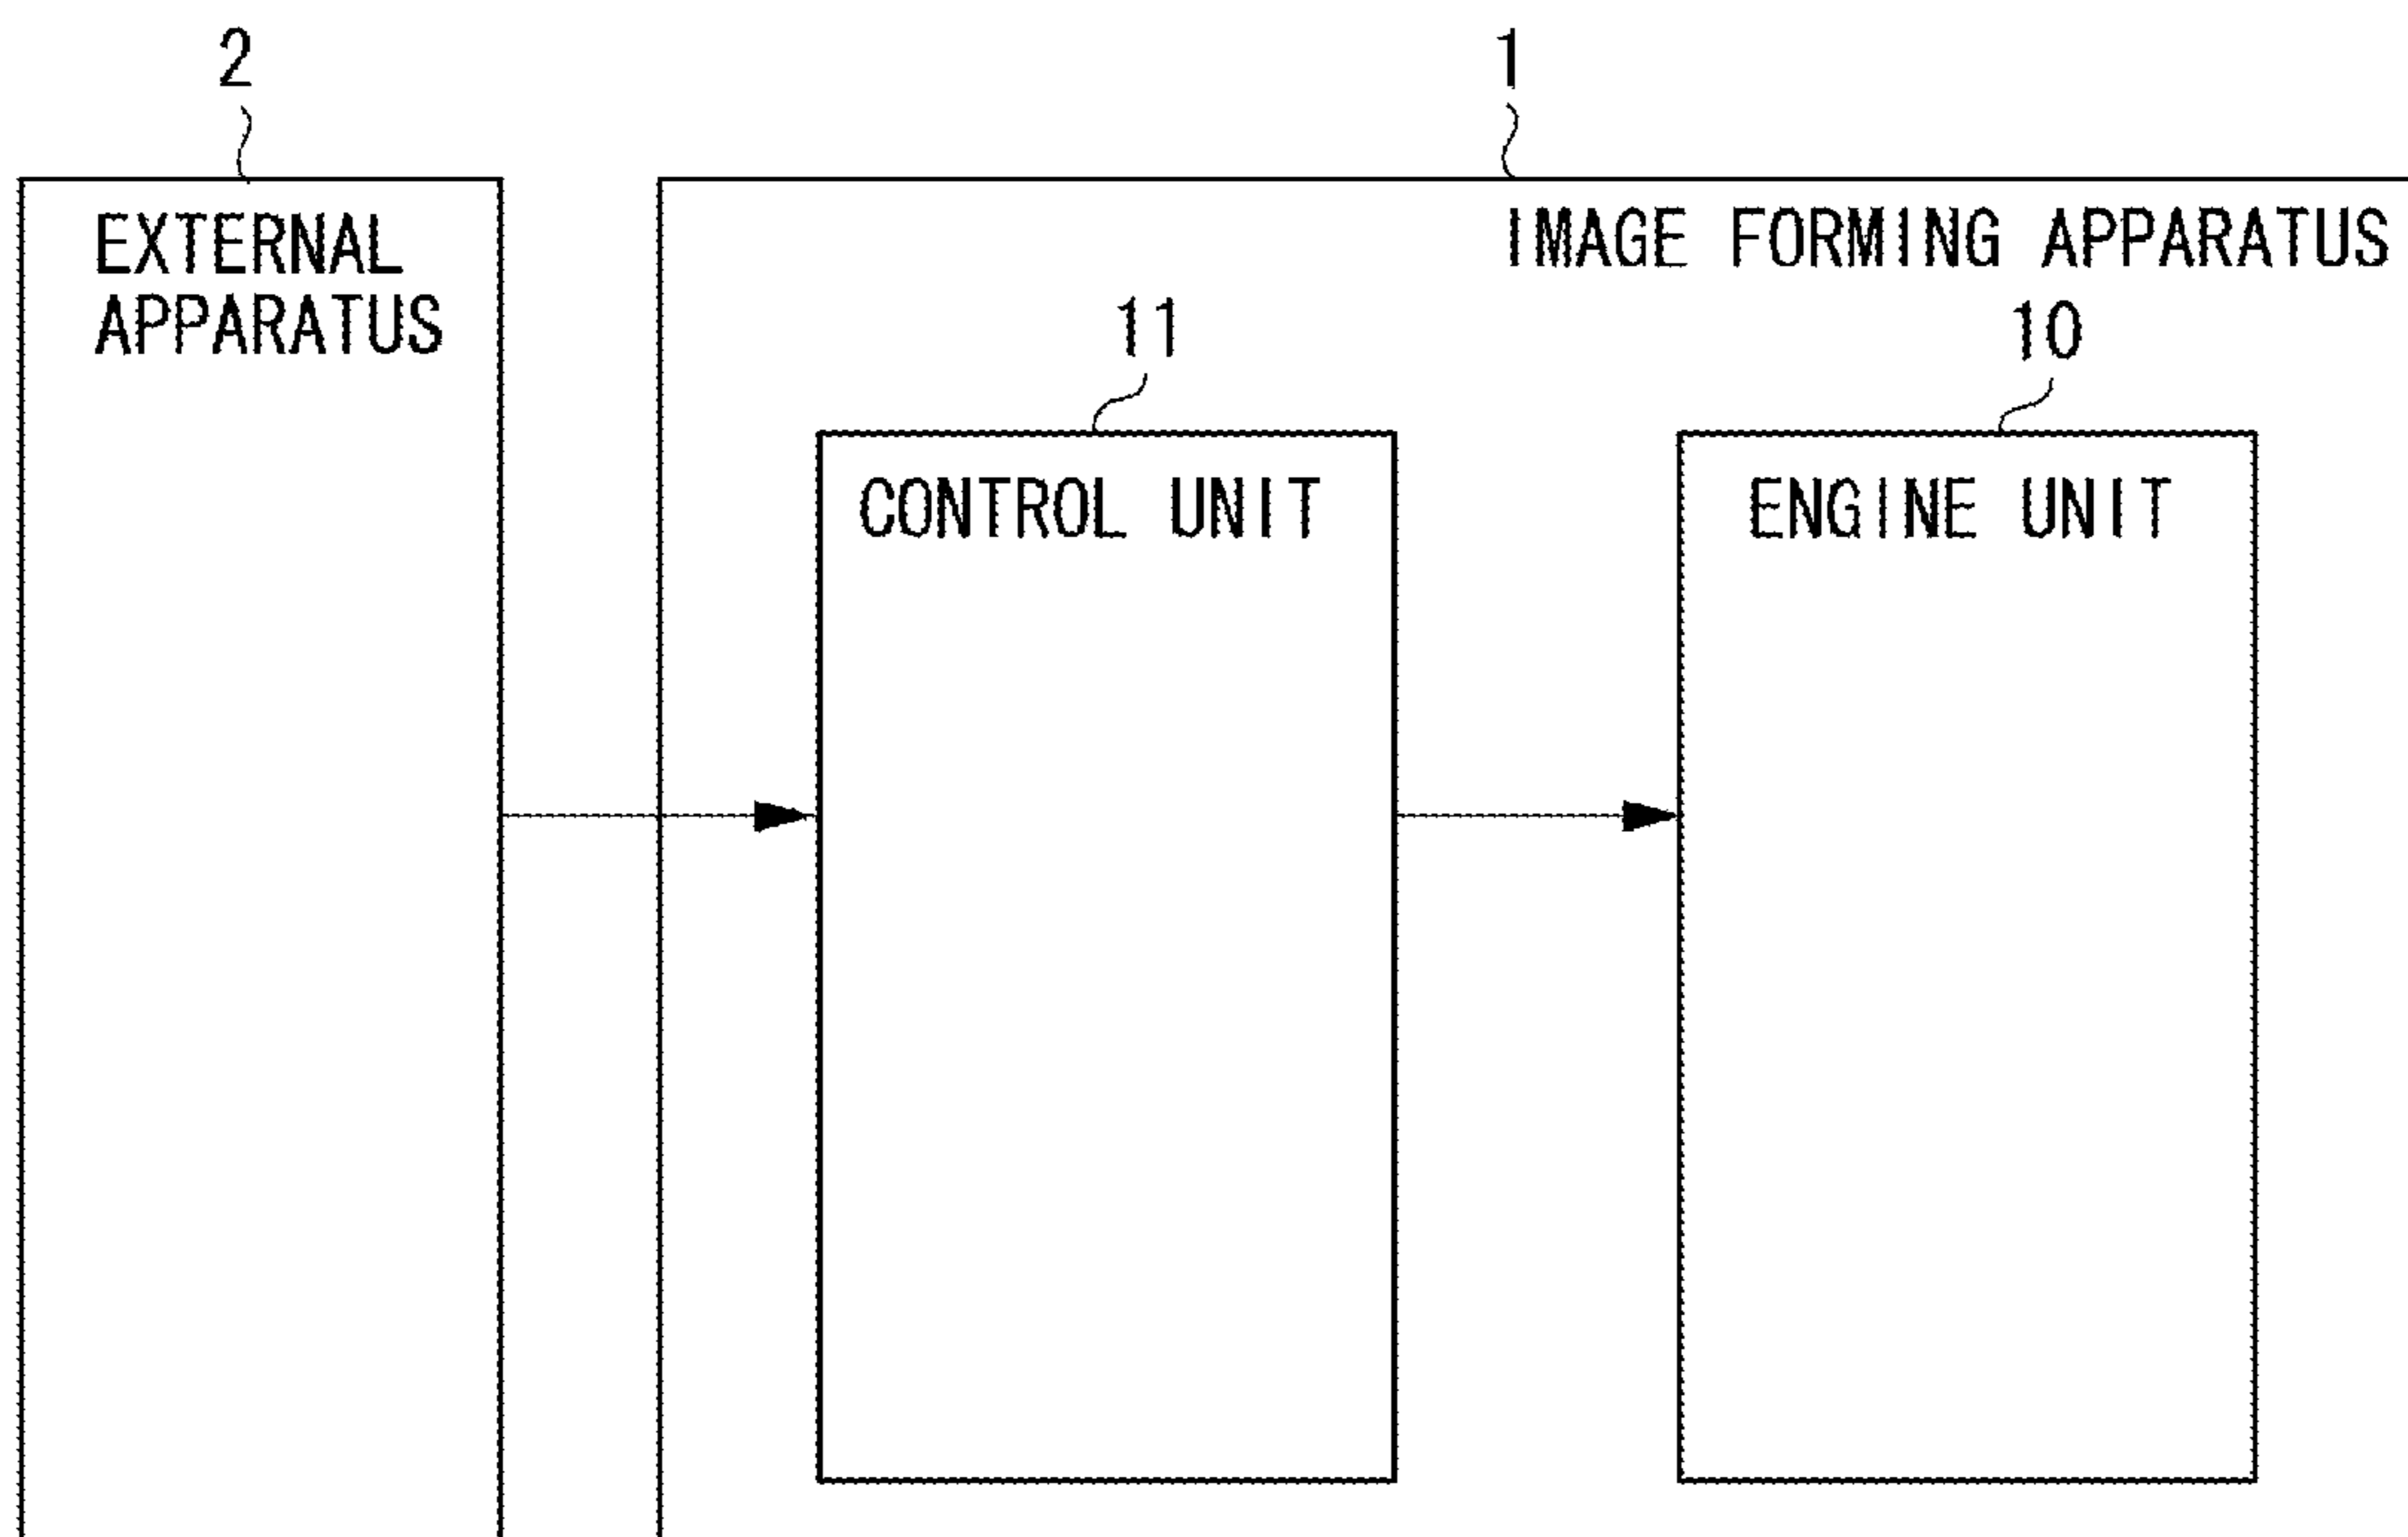 2
1
EXTERNAL
APPARATUS
IMAGE FORMING APPARATUS
11
10
CONTROL UNIT
ENGINE UNIT